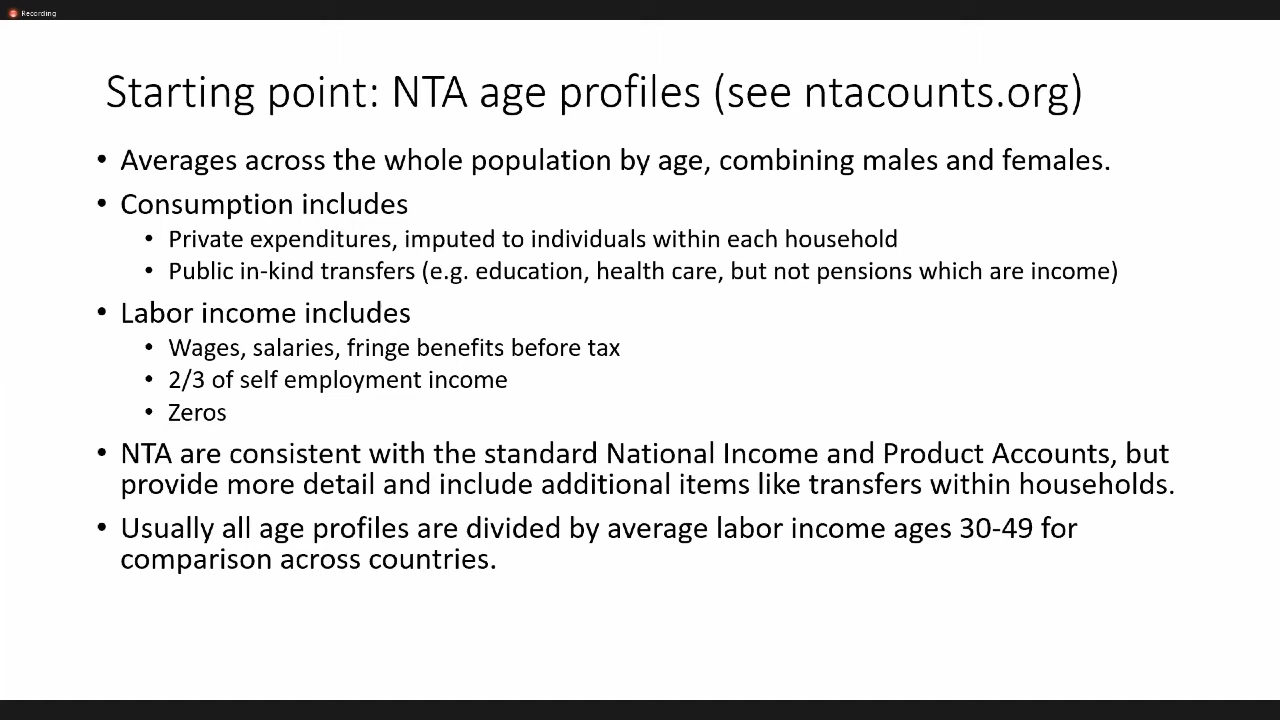 Recording
Starting point: NTA age profiles (see ntacounts.org)
• Averages across the whole population by age, combining males and females.
• Consumption includes
• Private expenditures, imputed to individuals within each household
• Public in-kind transfers (e.g. education, health care, but not pensions which are income)
• Labor income includes
• Wages, salaries, fringe benefits before tax
• 2/3 of self employment income
• Zeros
• NTA are consistent with the standard National Income and Product Accounts, but
provide more detail and include additional items like transfers within households.
• Usually all age profiles are divided by average labor income ages 30-49 for
comparison across countries.